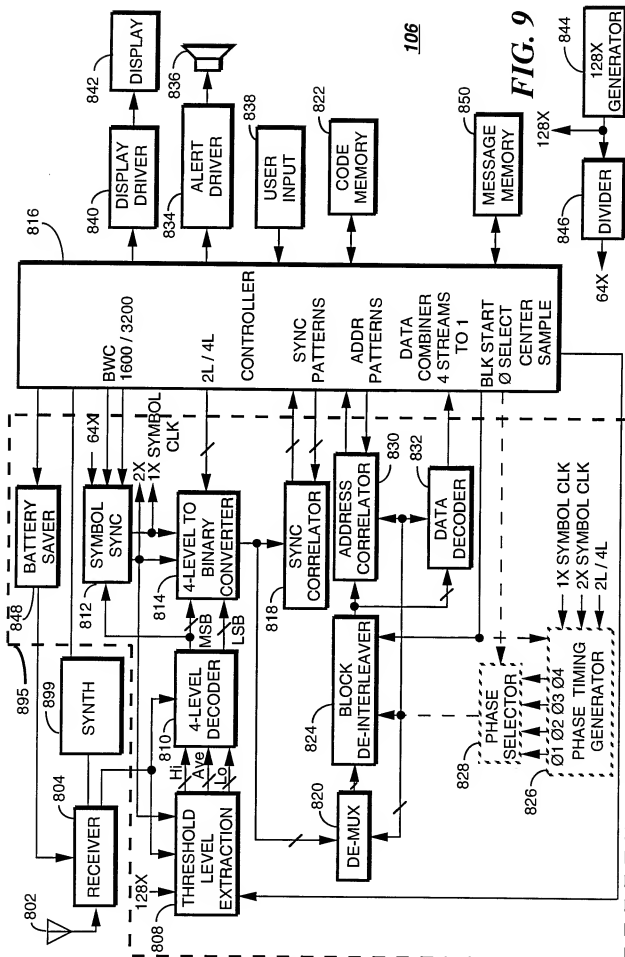 802
804
RECEIVER
899
SYNTH
895
848
BATTERY
SAVER
816
840
DISPLAY
DRIVER
842
DISPLAY
834
ALERT
DRIVER
836
838
USER
INPUT
822
CODE
MEMORY
850
MESSAGE
MEMORY
106
FIG. 9
844
128X
GENERATOR
128X
846
DIVIDER
64X
BWC
1600 / 3200
2L / 4L
CONTROLLER
SYNC
PATTERNS
ADDR
PATTERNS
DATA
COMBINER
4 STREAMS
TO 1
BLK START
Ø SELECT
CENTER
SAMPLE
64X
812
SYMBOL
SYNC
2X
1X SYMBOL
CLK
128X
808
THRESHOLD
LEVEL
EXTRACTION
Hi
Ave
Lo
810
4-LEVEL
DECODER
MSB
LSB
814
4-LEVEL TO
BINARY
CONVERTER
818
SYNC
CORRELATOR
820
DE-MUX
824
BLOCK
DE-INTERLEAVER
830
ADDRESS
CORRELATOR
832
DATA
DECODER
828
PHASE
SELECTOR
826
Ø1 Ø2 Ø3 Ø4
PHASE TIMING
GENERATOR
1X SYMBOL CLK
2X SYMBOL CLK
2L / 4L